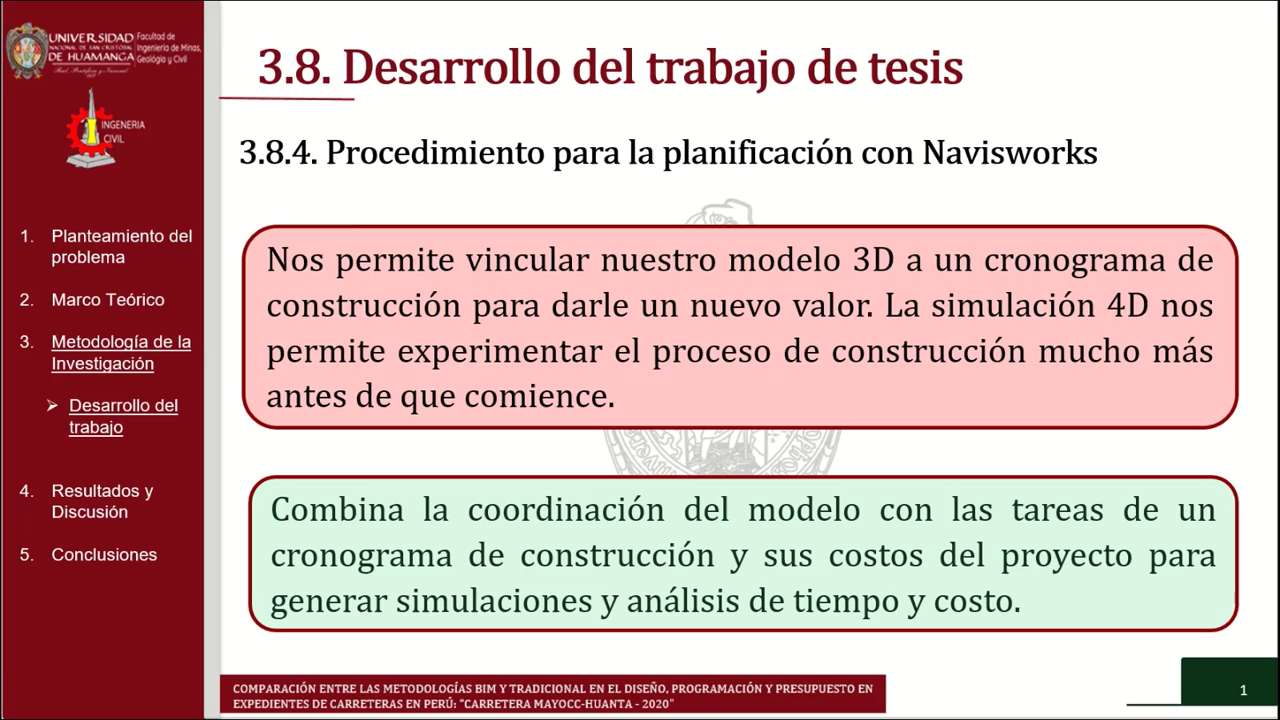 UNIVERSIDAD
NACIONAL DE SAN CRISTOBAL
DE HUAMANGA
Facultad de
Ingeniería de Minas,
Geológía y Civil
INGENERIA
CIVIL
1. Planteamiento del
problema
2. Marco Teórico
3. Metodología de la
Investigación
➢ Desarrollo del
trabajo
4. Resultados y
Discusión
5. Conclusiones
3.8. Desarrollo del trabajo de tesis
3.8.4. Procedimiento para la planificación con Navisworks
Nos permite vincular nuestro modelo 3D a un cronograma de
construcción para darle un nuevo valor. La simulación 4D nos
permite experimentar el proceso de construcción mucho más
antes de que comience.
Combina la coordinación del modelo con las tareas de un
cronograma de construcción y sus costos del proyecto para
generar simulaciones y análisis de tiempo y costo.
COMPARACIÓN ENTRE LAS METODOLOGÍAS BIM Y TRADICIONAL EN EL DISEÑO, PROGRAMACIÓN Y PRESUPUESTO EN
EXPEDIENTES DE CARRETERAS EN PERÚ: "CARRETERA MAYOCC-HUANTA - 2020"
1